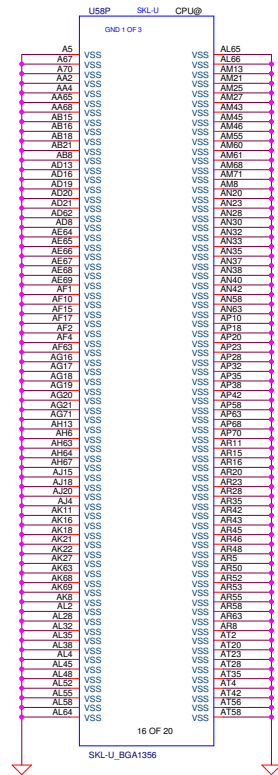 U58P SKL-U CPU@
GND 1 OF 3
A5 VSS VSS AL65
A67 VSS VSS AL66
A70 VSS VSS AM13
AA2 VSS VSS AM21
AA4 VSS VSS AM25
AA65 VSS VSS AM27
AA68 VSS VSS AM43
AB15 VSS VSS AM45
AB16 VSS VSS AM46
AB18 VSS VSS AM55
AB21 VSS VSS AM60
AB8 VSS VSS AM61
AD13 VSS VSS AM68
AD16 VSS VSS AM71
AD19 VSS VSS AM8
AD20 VSS VSS AN20
AD21 VSS VSS AN23
AD62 VSS VSS AN28
AD8 VSS VSS AN30
AE64 VSS VSS AN32
AE65 VSS VSS AN33
AE66 VSS VSS AN35
AE67 VSS VSS AN37
AE68 VSS VSS AN38
AE69 VSS VSS AN40
AF1 VSS VSS AN42
AF10 VSS VSS AN58
AF15 VSS VSS AN63
AF17 VSS VSS AP10
AF2 VSS VSS AP18
AF4 VSS VSS AP20
AF63 VSS VSS AP23
AG16 VSS VSS AP28
AG17 VSS VSS AP32
AG18 VSS VSS AP35
AG19 VSS VSS AP38
AG20 VSS VSS AP42
AG21 VSS VSS AP58
AG71 VSS VSS AP63
AH13 VSS VSS AP68
AH6 VSS VSS AP70
AH63 VSS VSS AR11
AH64 VSS VSS AR15
AH67 VSS VSS AR16
AJ15 VSS VSS AR20
AJ18 VSS VSS AR23
AJ20 VSS VSS AR28
AJ4 VSS VSS AR35
AK11 VSS VSS AR42
AK16 VSS VSS AR43
AK18 VSS VSS AR45
AK21 VSS VSS AR46
AK22 VSS VSS AR48
AK27 VSS VSS AR5
AK63 VSS VSS AR50
AK68 VSS VSS AR52
AK69 VSS VSS AR53
AK8 VSS VSS AR55
AL2 VSS VSS AR58
AL28 VSS VSS AR63
AL32 VSS VSS AR8
AL35 VSS VSS AT2
AL38 VSS VSS AT20
AL4 VSS VSS AT23
AL45 VSS VSS AT28
AL48 VSS VSS AT35
AL52 VSS VSS AT4
AL55 VSS VSS AT42
AL58 VSS VSS AT56
AL64 VSS VSS AT58
16 OF 20
SKL-U_BGA1356